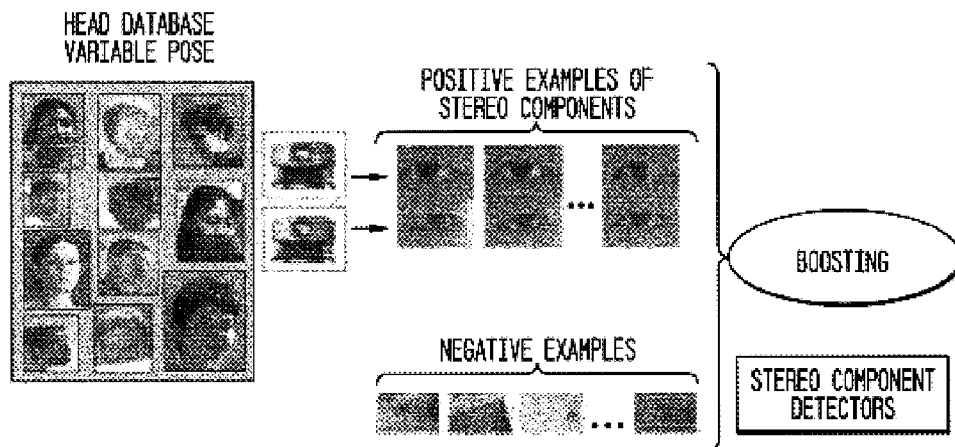 HEAD DATABASE
VARIABLE POSE
POSITIVE EXAMPLES OF
STEREO COMPONENTS
...
BOOSTING
NEGATIVE EXAMPLES
...
STEREO COMPONENT
DETECTORS